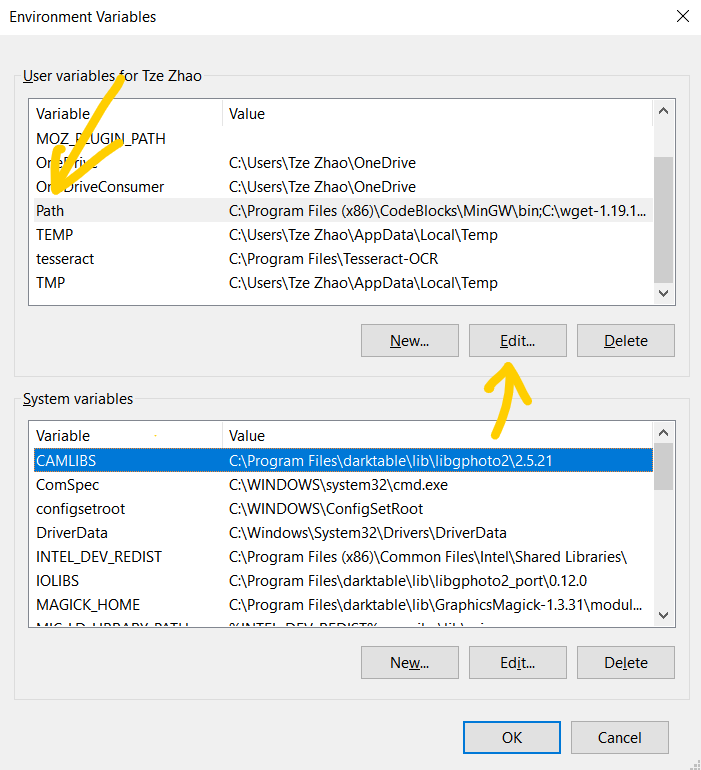 Environment Variables
User variables for Tze Zhao
Variable Value
MOZ_PLUGIN_PATH
OneDrive C:\Users\Tze Zhao\OneDrive
OneDriveConsumer C:\Users\Tze Zhao\OneDrive
Path C:\Program Files (x86)\CodeBlocks\MinGW\bin;C:\wget-1.19.1...
TEMP C:\Users\Tze Zhao\AppData\Local\Temp
tesseract C:\Program Files\Tesseract-OCR
TMP C:\Users\Tze Zhao\AppData\Local\Temp
New... Edit... Delete
System variables
Variable Value
CAMLIBS C:\Program Files\darktable\lib\libgphoto2\2.5.21
ComSpec C:\WINDOWS\system32\cmd.exe
configsetroot C:\WINDOWS\ConfigSetRoot
DriverData C:\Windows\System32\Drivers\DriverData
INTEL_DEV_REDIST C:\Program Files (x86)\Common Files\Intel\Shared Libraries\
IOLIBS C:\Program Files\darktable\lib\libgphoto2_port\0.12.0
MAGICK_HOME C:\Program Files\darktable\lib\GraphicsMagick-1.3.31\modul...
New... Edit... Delete
OK Cancel